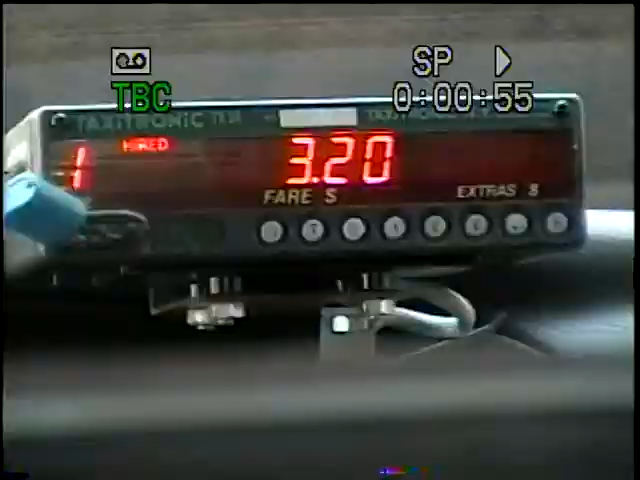 SP
TBC
0:00:55
TAXITRONIC
1
HIRED
3.20
FARE $
EXTRAS $